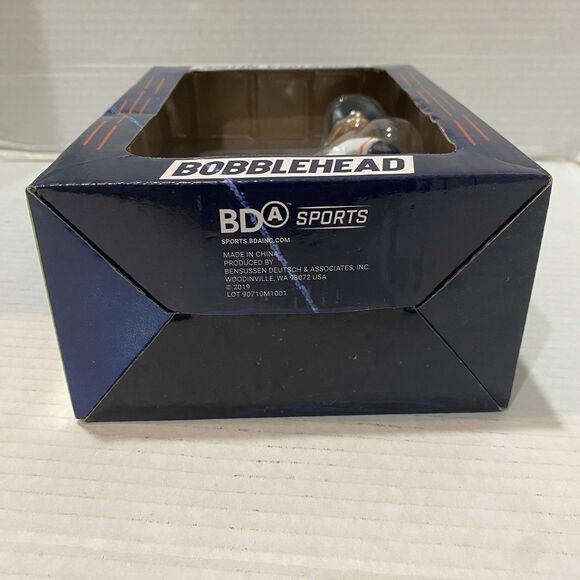 BOBBLEHEAD
BDA™ SPORTS
SPORTS.BDAINC.COM
MADE IN CHINA
PRODUCED BY
BENSUSSEN DEUTSCH & ASSOCIATES, INC.
WOODINVILLE, WA 98072 USA
© 2019
LOT 90710M1001